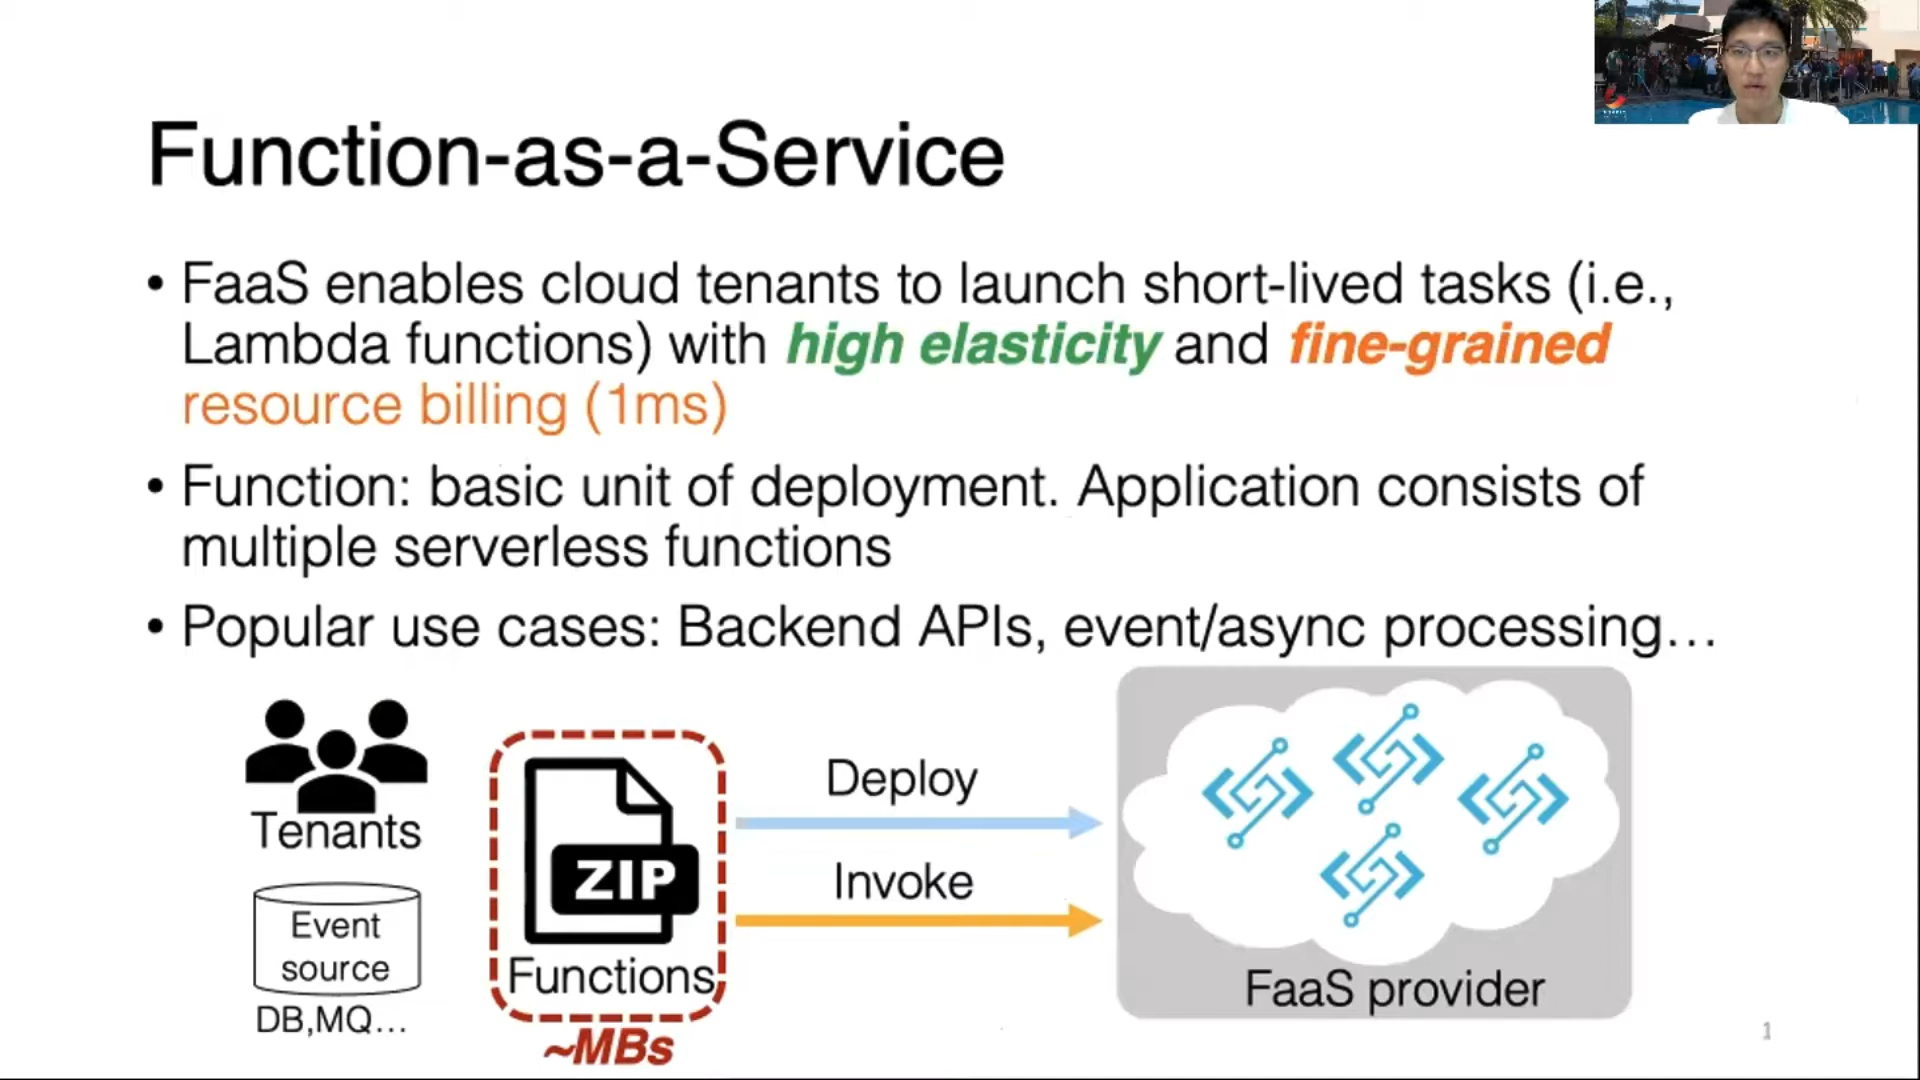 Function-as-a-Service
• FaaS enables cloud tenants to launch short-lived tasks (i.e.,
Lambda functions) with high elasticity and fine-grained
resource billing (1ms)
• Function: basic unit of deployment. Application consists of
multiple serverless functions
• Popular use cases: Backend APIs, event/async processing…
Tenants
Event
source
DB,MQ…
ZIP
Functions
~MBs
Deploy
Invoke
FaaS provider
1